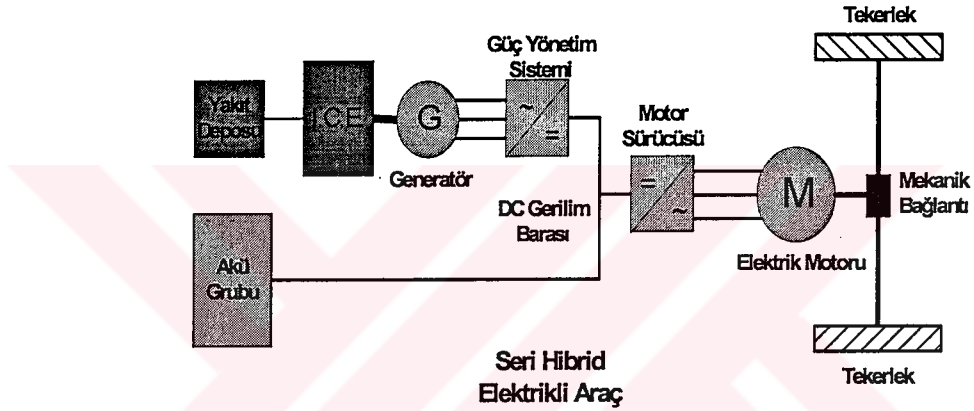 Tekerlek
Güç Yönetim
Sistemi
Yakıt
Deposu
ICE
G
~
=
Motor
Sürücüsü
Generatör
=
~
M
Mekanik
Bağlantı
DC Gerilim
Barası
Elektrik Motoru
Akü
Grubu
Seri Hibrid
Elektrikli Araç
Tekerlek